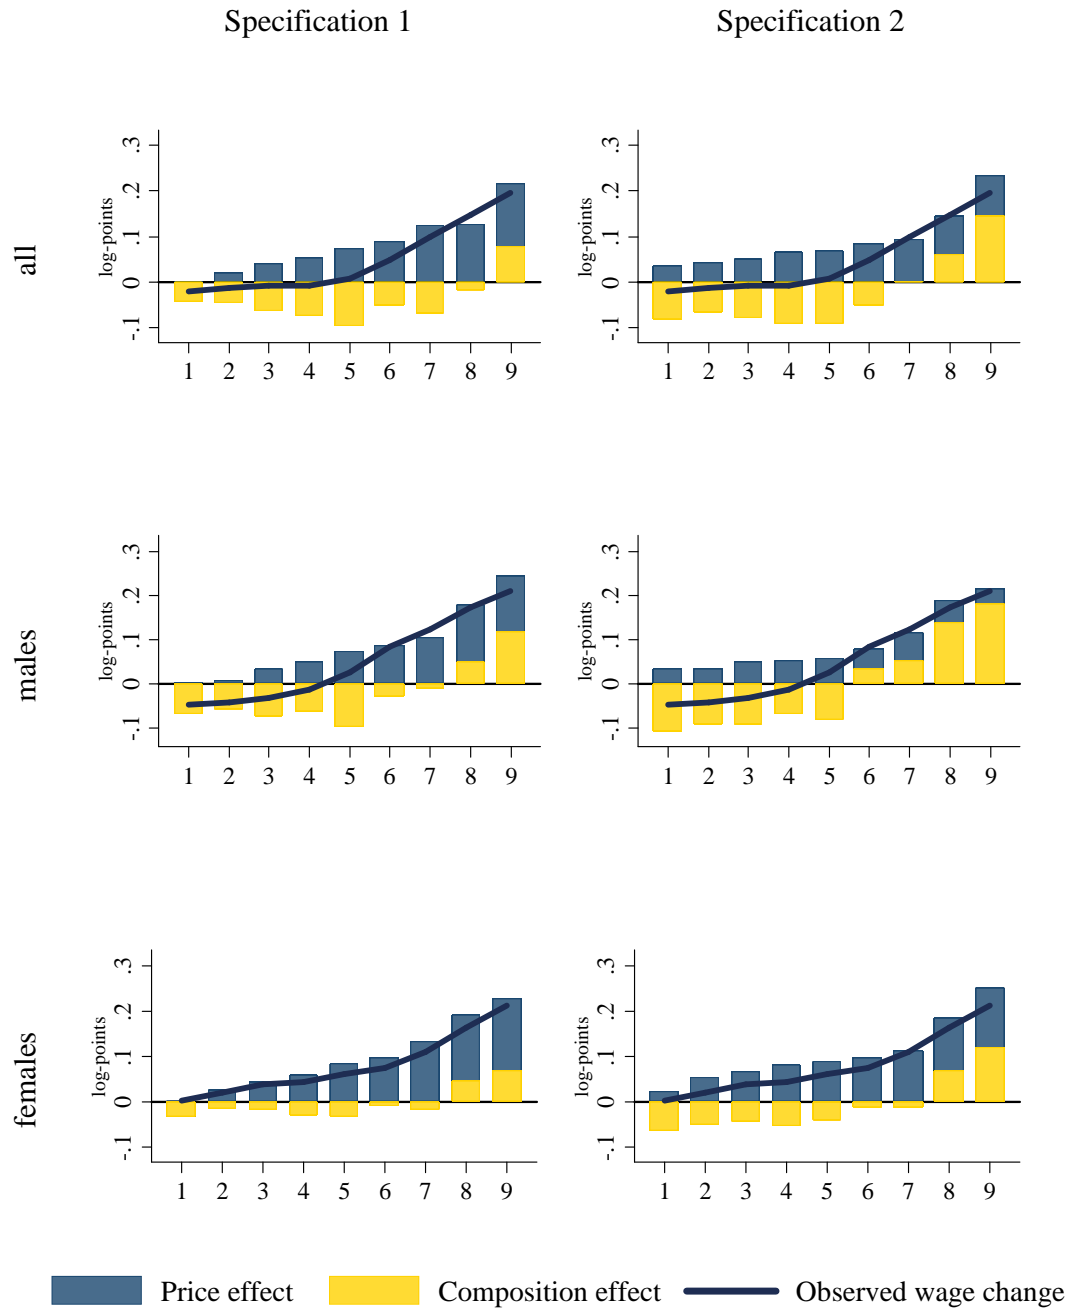 Specification 1
Specification 2
all
log-points
.3
.2
.1
0
-.1
1 2 3 4 5 6 7 8 9
log-points
.3
.2
.1
0
-.1
1 2 3 4 5 6 7 8 9
males
log-points
.3
.2
.1
0
-.1
1 2 3 4 5 6 7 8 9
log-points
.3
.2
.1
0
-.1
1 2 3 4 5 6 7 8 9
females
log-points
.3
.2
.1
0
-.1
1 2 3 4 5 6 7 8 9
log-points
.3
.2
.1
0
-.1
1 2 3 4 5 6 7 8 9
Price effect
Composition effect
Observed wage change